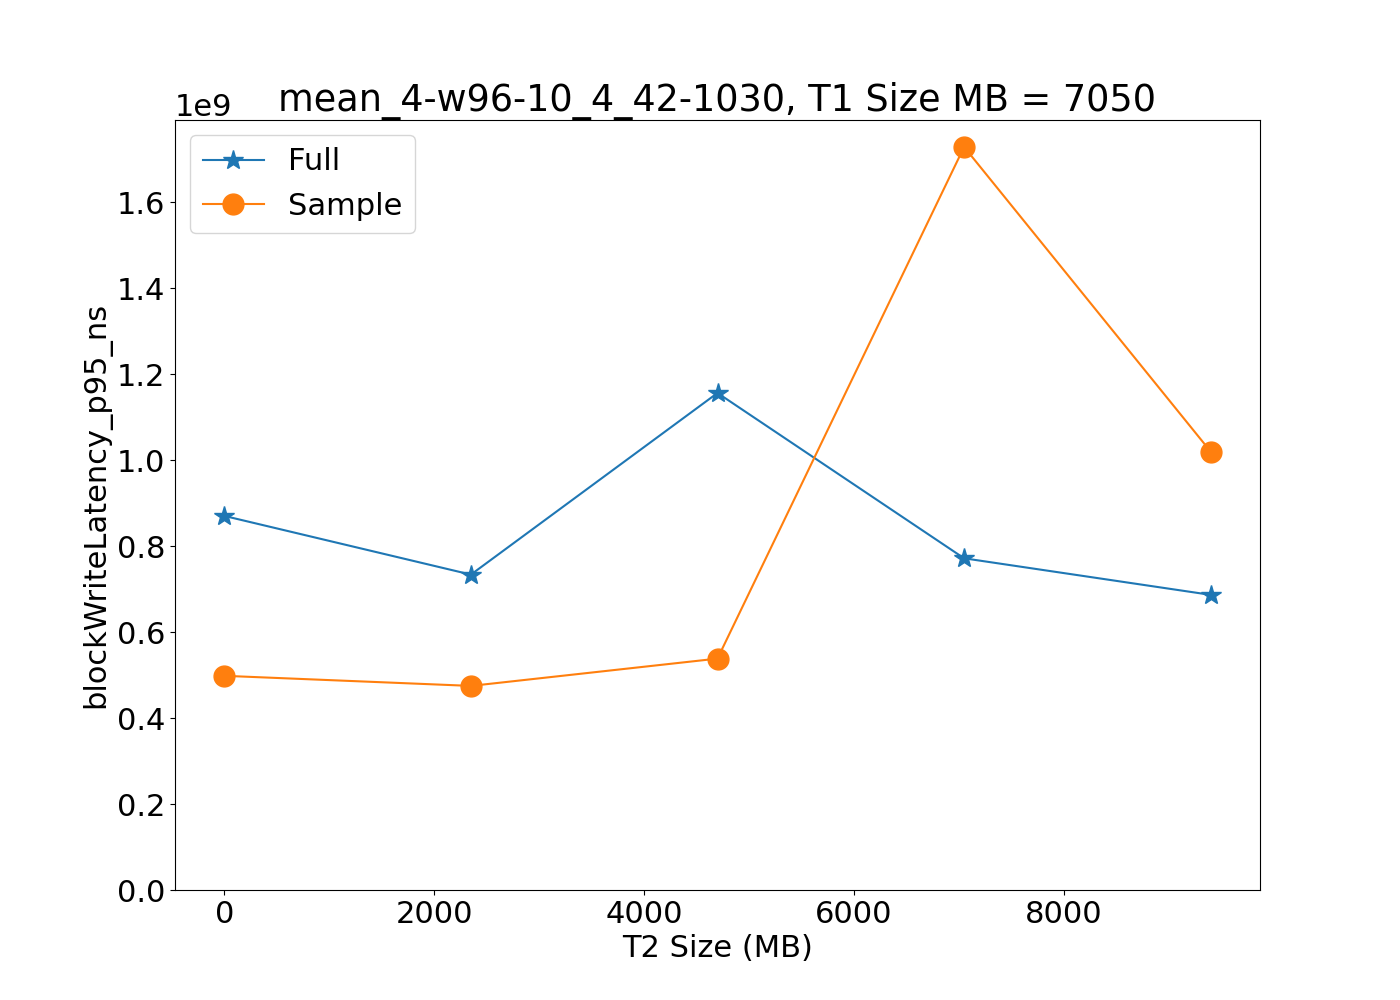 mean_4-w96-10_4_42-1030, T1 Size MB = 7050
1e9
Full
Sample
1.6
1.4
1.2
1.0
0.8
0.6
0.4
0.2
0.0
blockWriteLatency_p95_ns
0 2000 4000 6000 8000
T2 Size (MB)